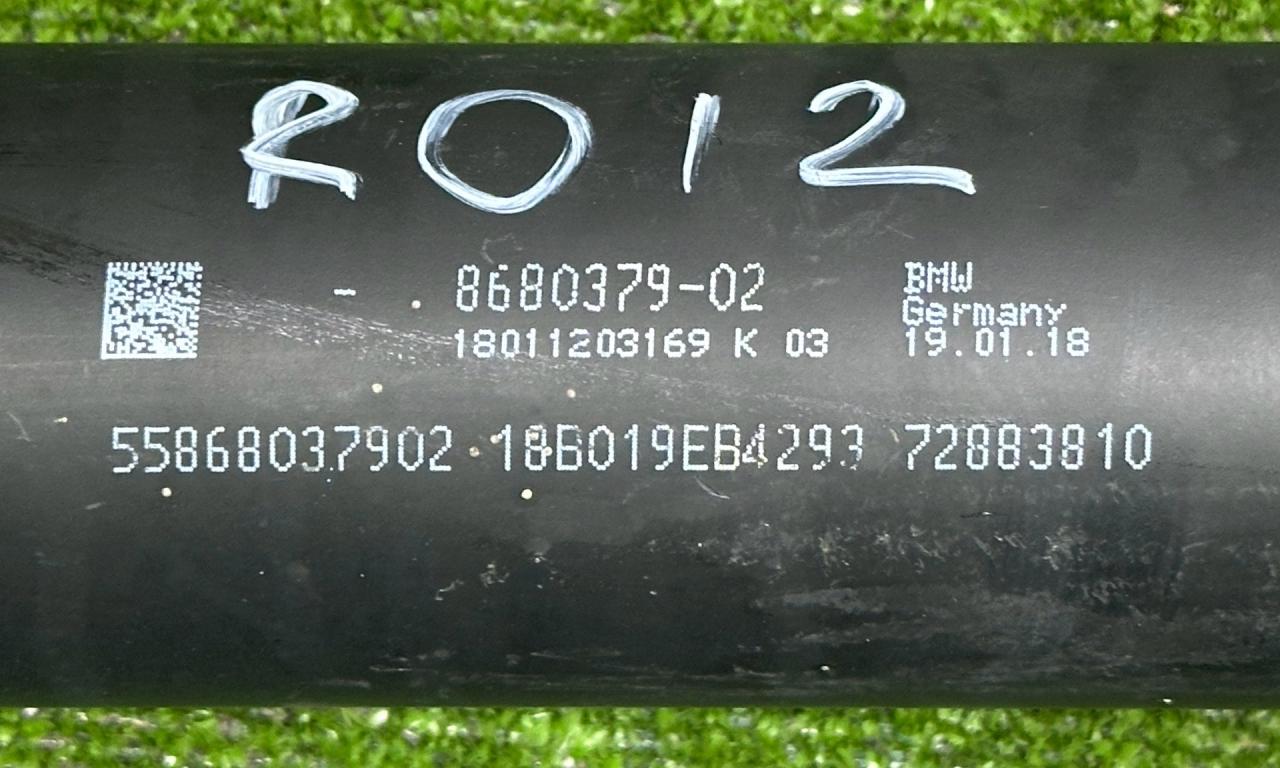 R012
- 8680379-02 BMW
Germany
18011203169 K 03 19.01.18
55868037902 18B019EB4293 72883810